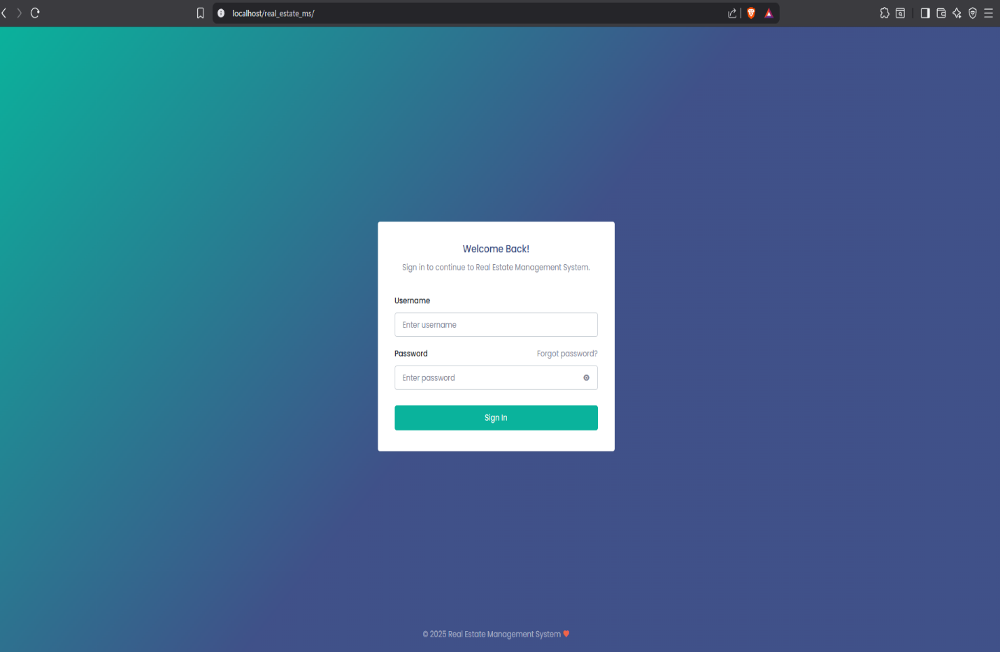 localhost/real_estate_ms/
Welcome Back!
Sign in to continue to Real Estate Management System.
Username
Enter username
Password Forgot password?
Enter password
Sign In
© 2025 Real Estate Management System